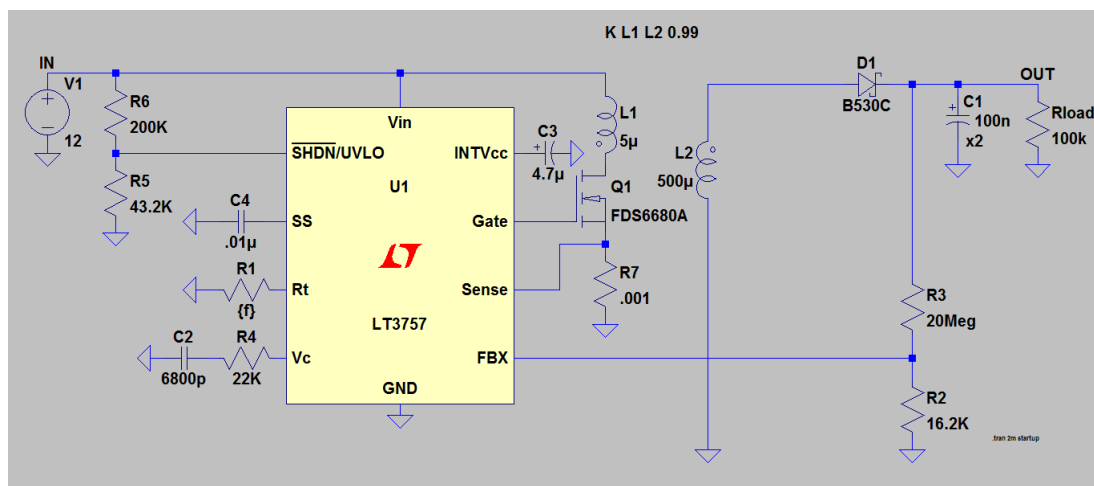 K L1 L2 0.99
IN
V1
12
R6
200K
R5
43.2K
C4
.01µ
R1
{f}
C2
6800p
R4
22K
Vin
SHDN/UVLO
INTVcc
U1
SS
Gate
Rt
Sense
LT3757
Vc
FBX
GND
C3
4.7µ
L1
5µ
Q1
FDS6680A
R7
.001
L2
500µ
D1
B530C
OUT
C1
100n
x2
Rload
100k
R3
20Meg
R2
16.2K
.tran 2m startup